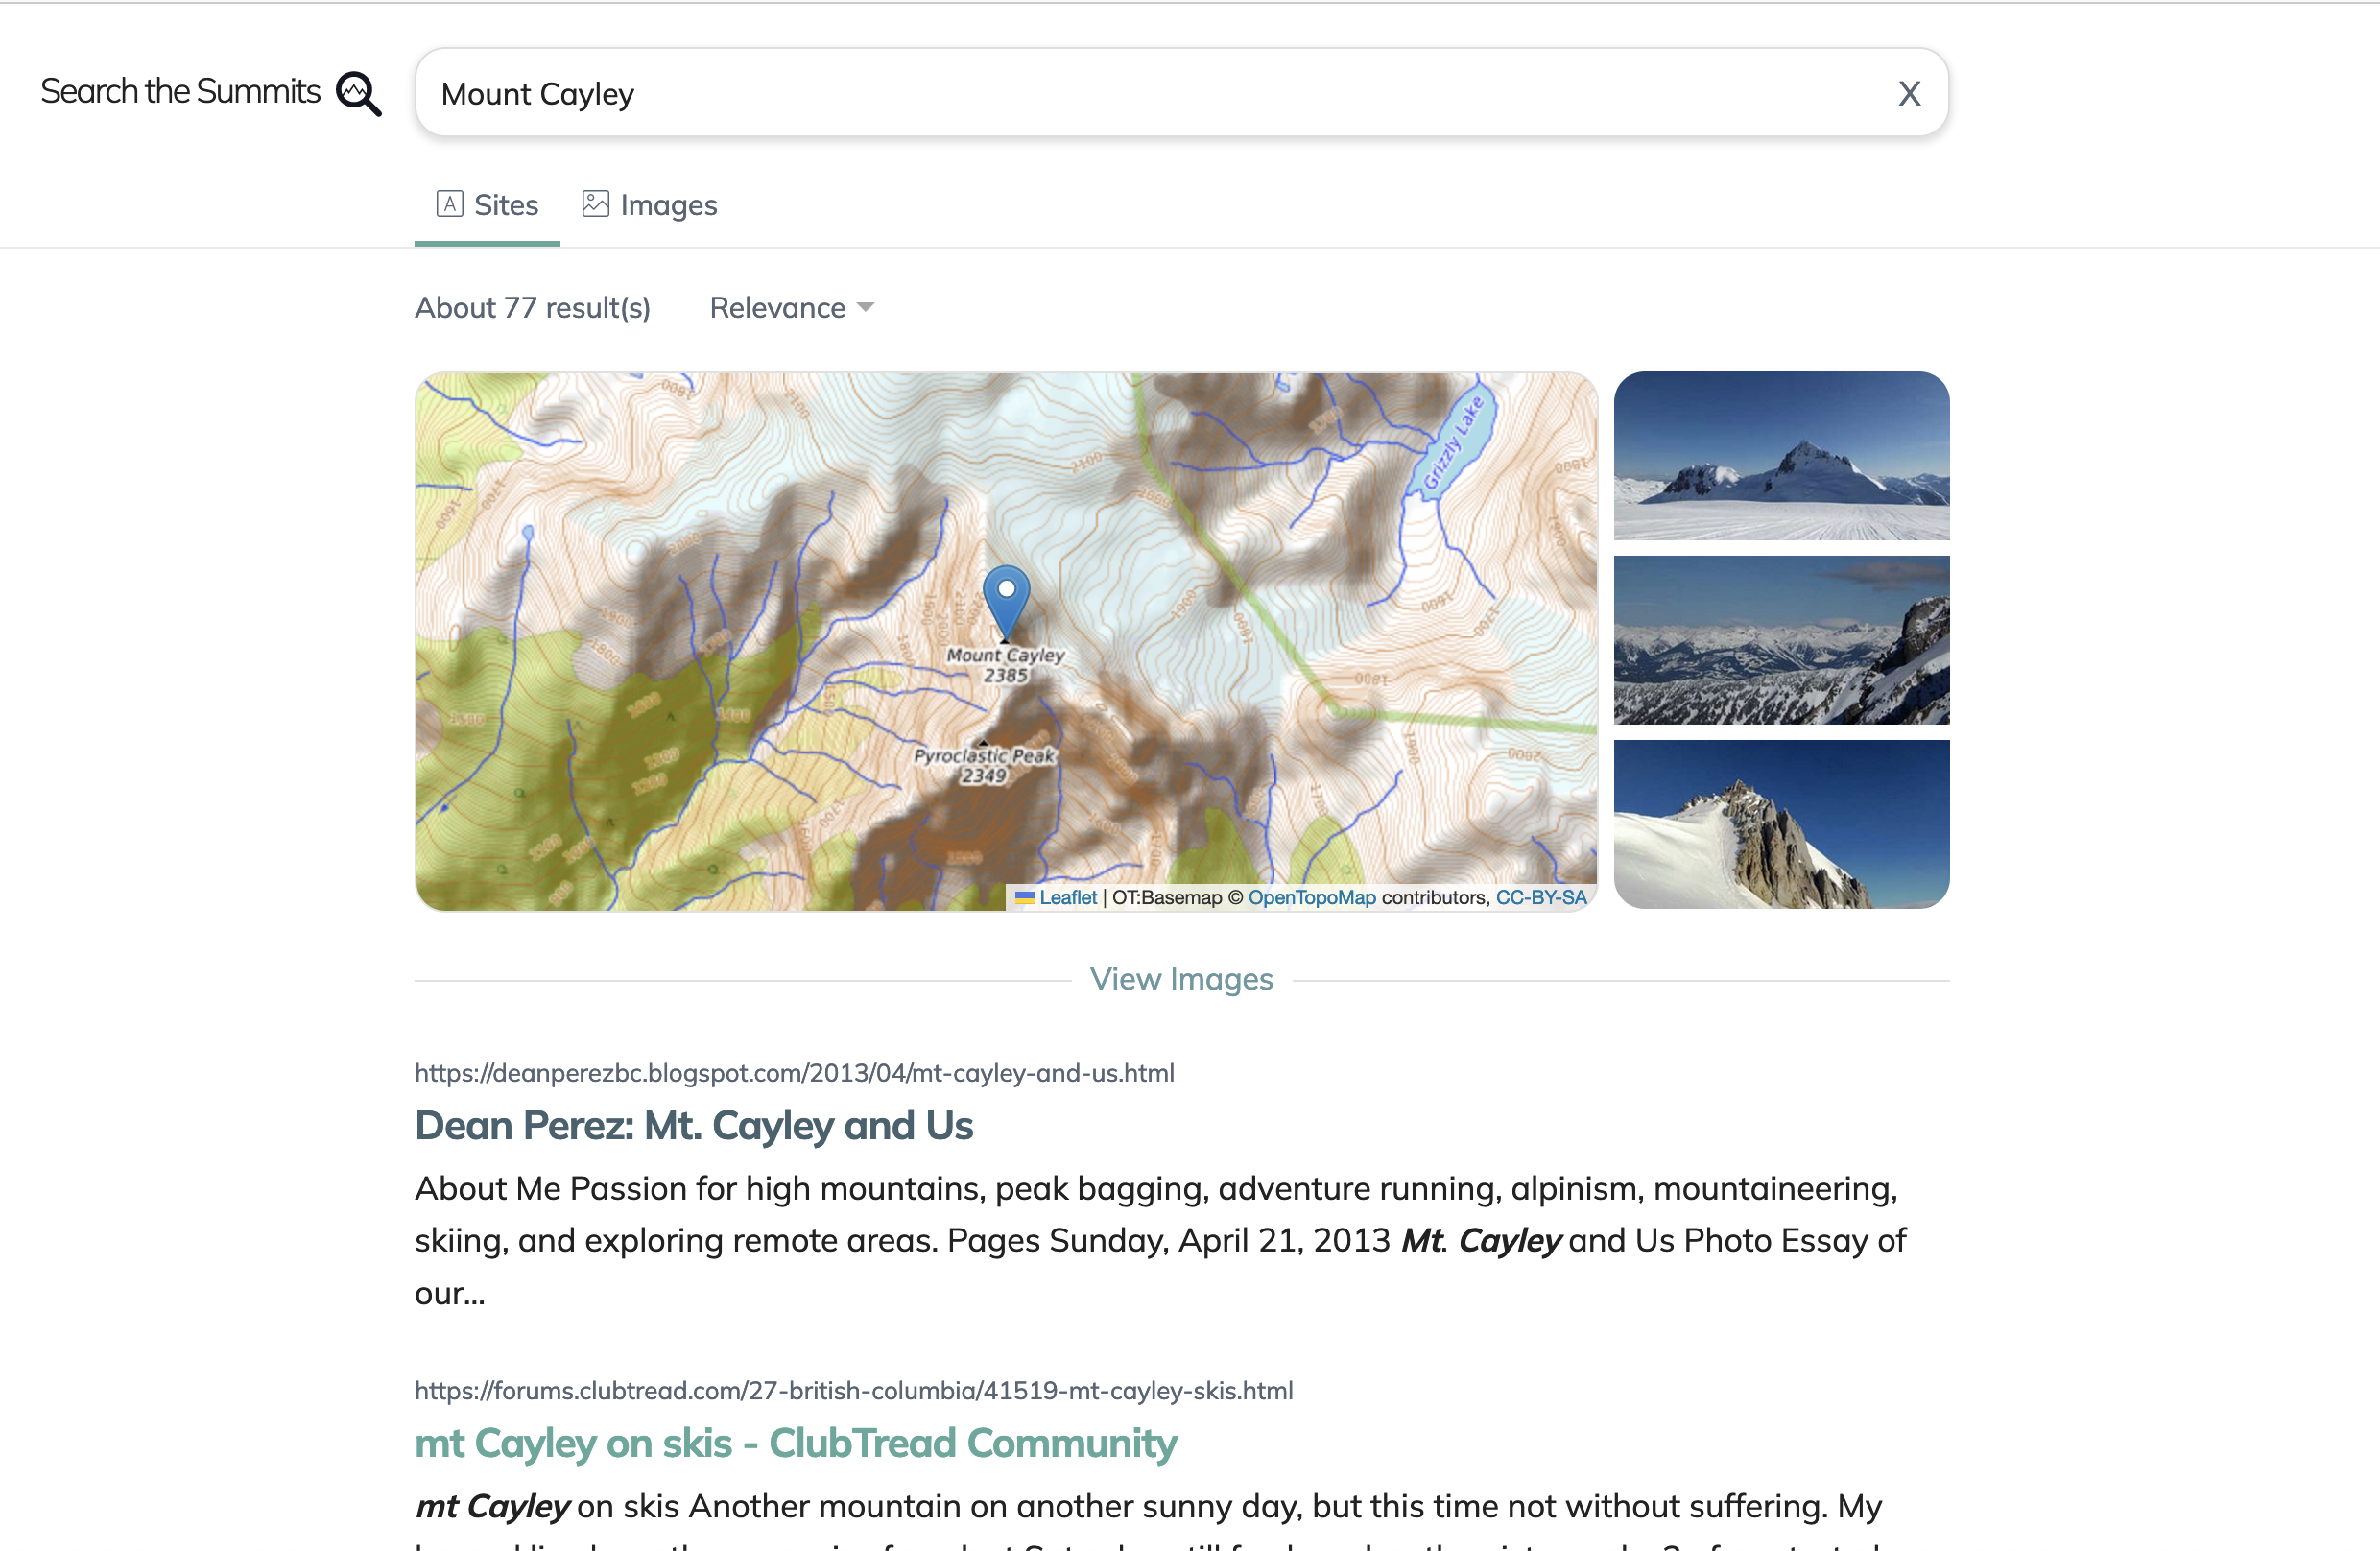 Search the Summits
Mount Cayley
X
A Sites
Images
About 77 result(s)
Relevance
Grizzly Lake
Mount Cayley
2385
Pyroclastic Peak
2349
Leaflet | OT:Basemap © OpenTopoMap contributors, CC-BY-SA
View Images
https://deanperezbc.blogspot.com/2013/04/mt-cayley-and-us.html
Dean Perez: Mt. Cayley and Us
About Me Passion for high mountains, peak bagging, adventure running, alpinism, mountaineering,
skiing, and exploring remote areas. Pages Sunday, April 21, 2013 Mt. Cayley and Us Photo Essay of
our...
https://forums.clubtread.com/27-british-columbia/41519-mt-cayley-skis.html
mt Cayley on skis - ClubTread Community
mt Cayley on skis Another mountain on another sunny day, but this time not without suffering. My